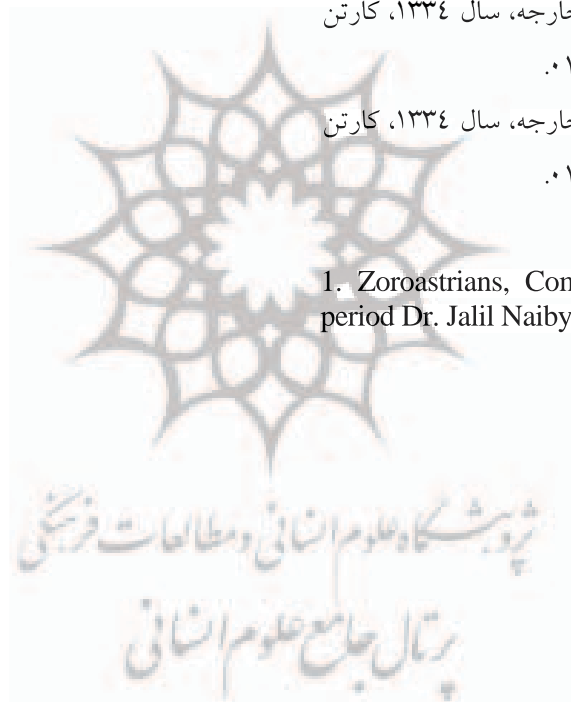 خارجه، سال ۱۳۳٤، کارتن
۰۱.
خارجه، سال ۱۳۳٤، کارتن
۰۱.
1. Zoroastrians, Con
period Dr. Jalil Naiby
پژوهشگاه علوم انسانی و مطالعات فرهنگی
پرتال جامع علوم انسانی